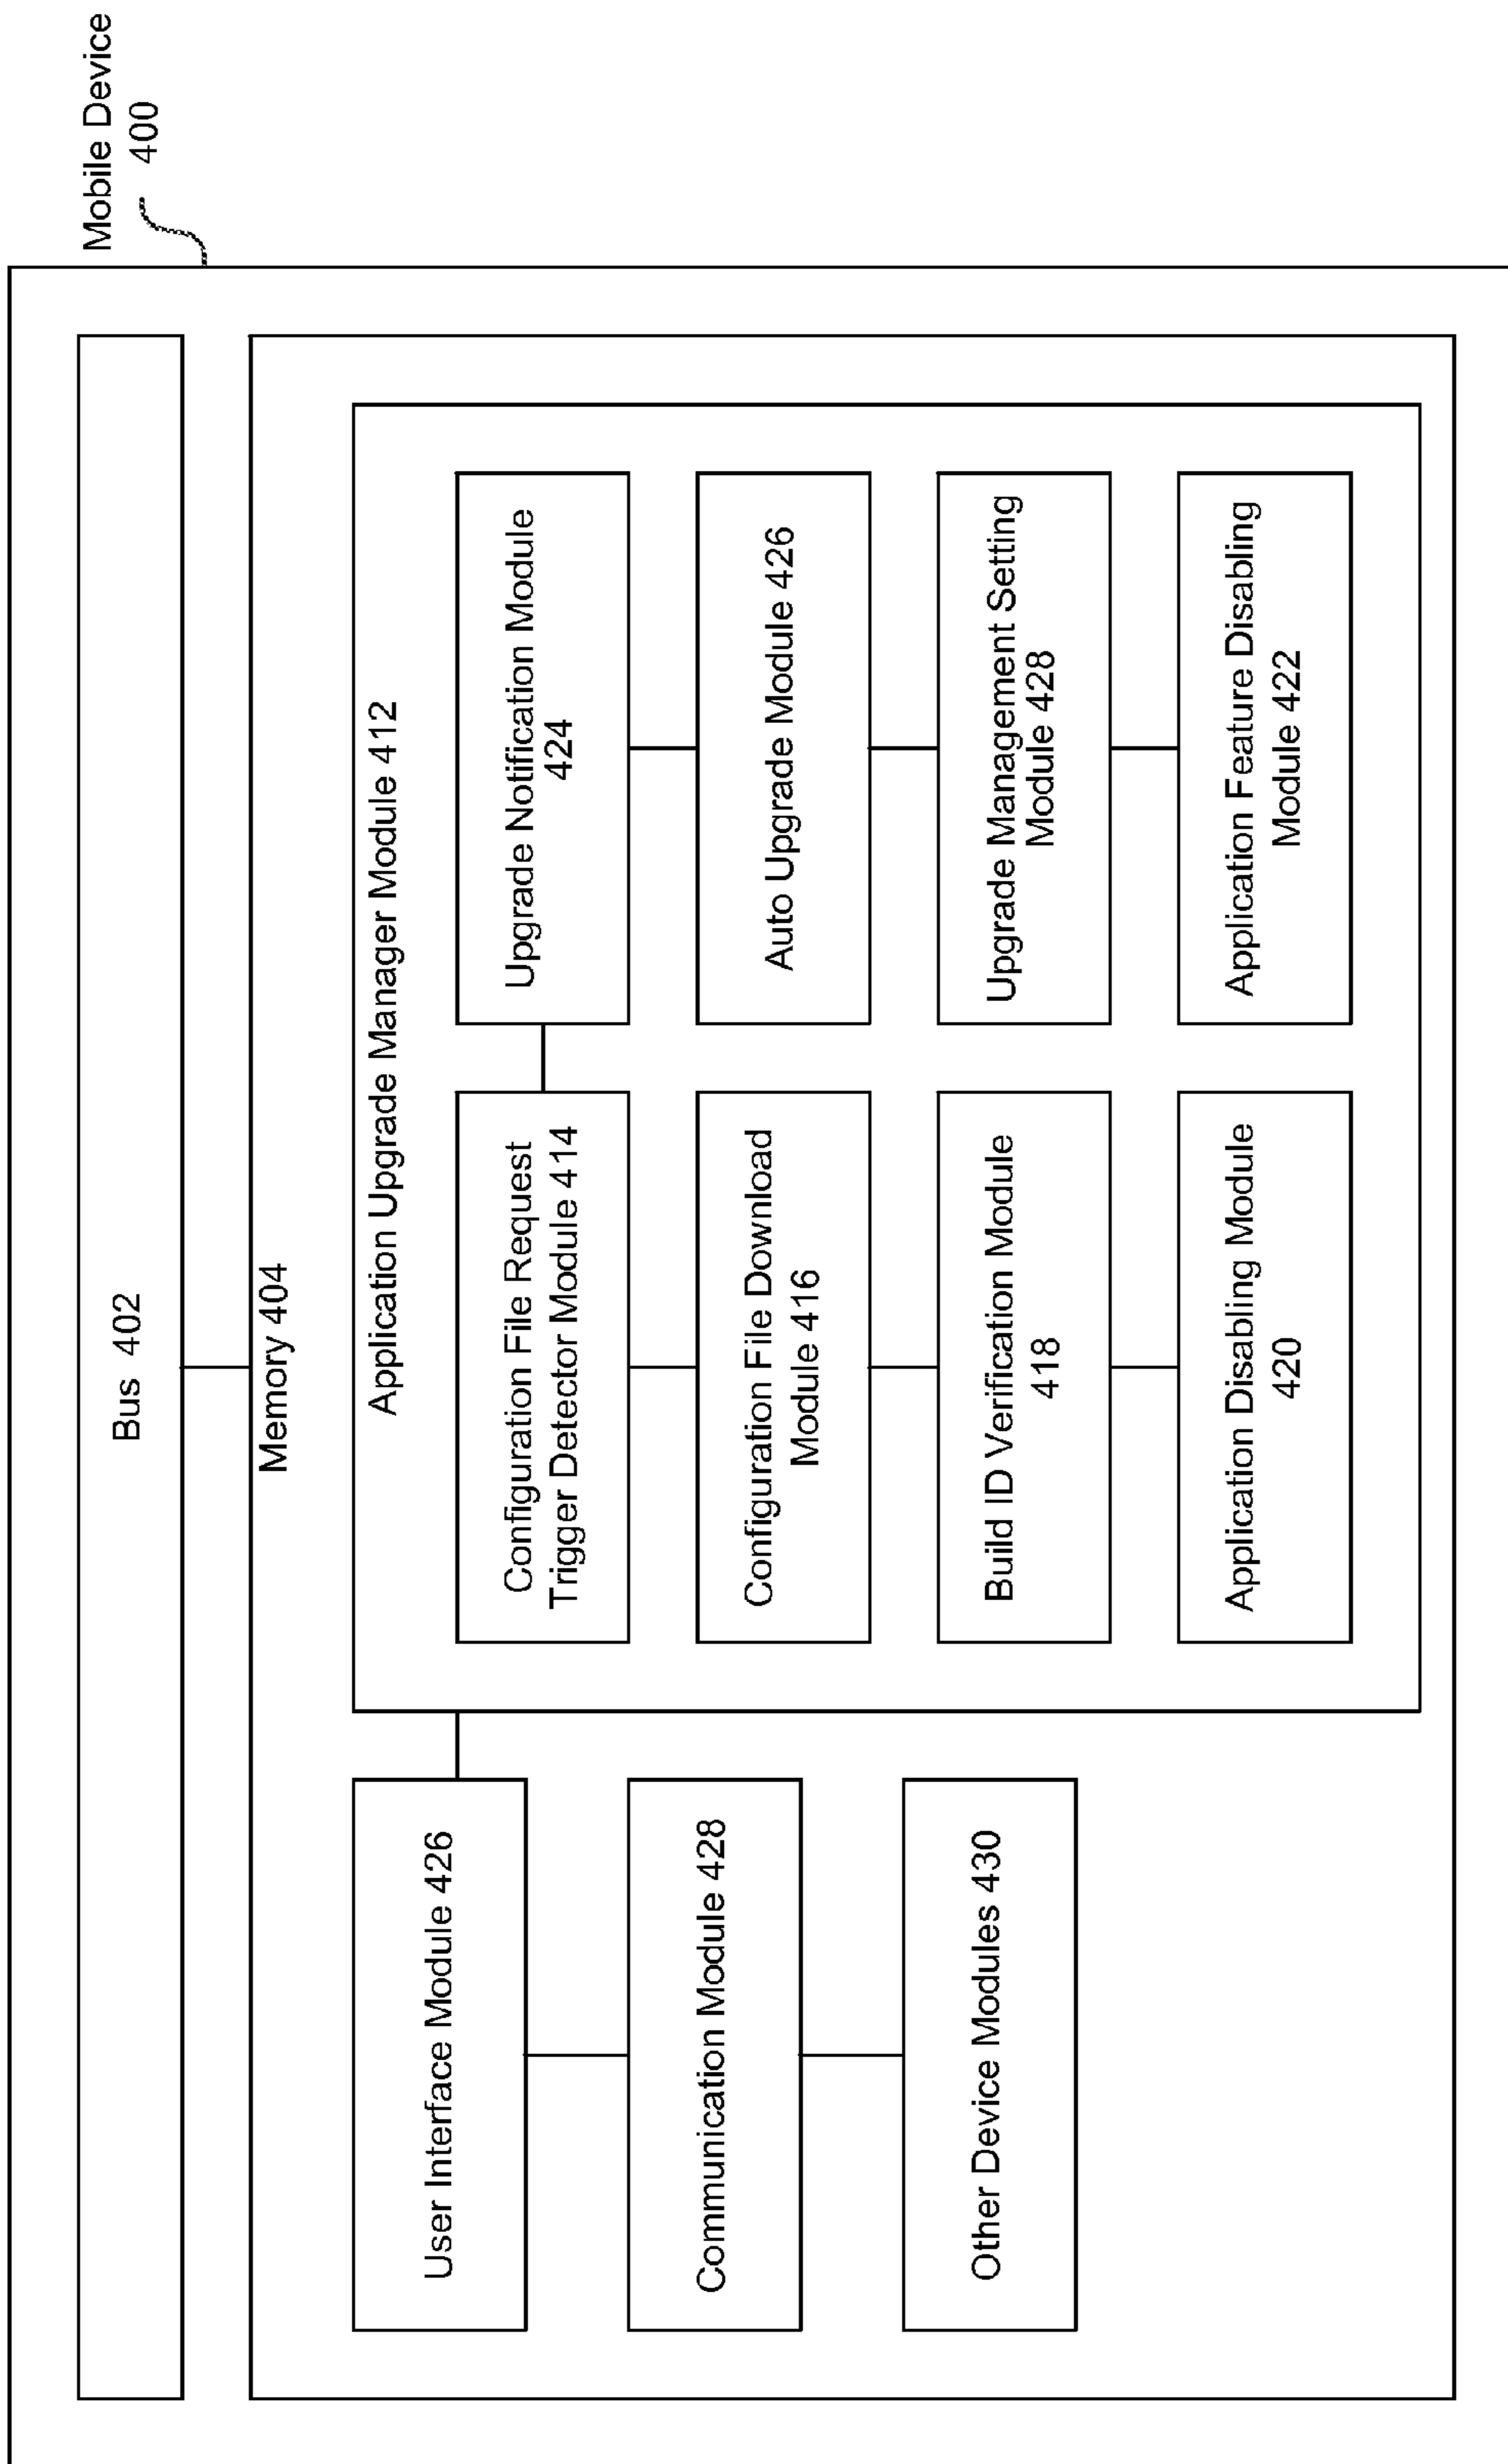 Mobile Device
400
Bus 402
Memory 404
Application Upgrade Manager Module 412
User Interface Module 426
Communication Module 428
Other Device Modules 430
Configuration File Request
Trigger Detector Module 414
Configuration File Download
Module 416
Build ID Verification Module
418
Application Disabling Module
420
Upgrade Notification Module
424
Auto Upgrade Module 426
Upgrade Management Setting
Module 428
Application Feature Disabling
Module 422